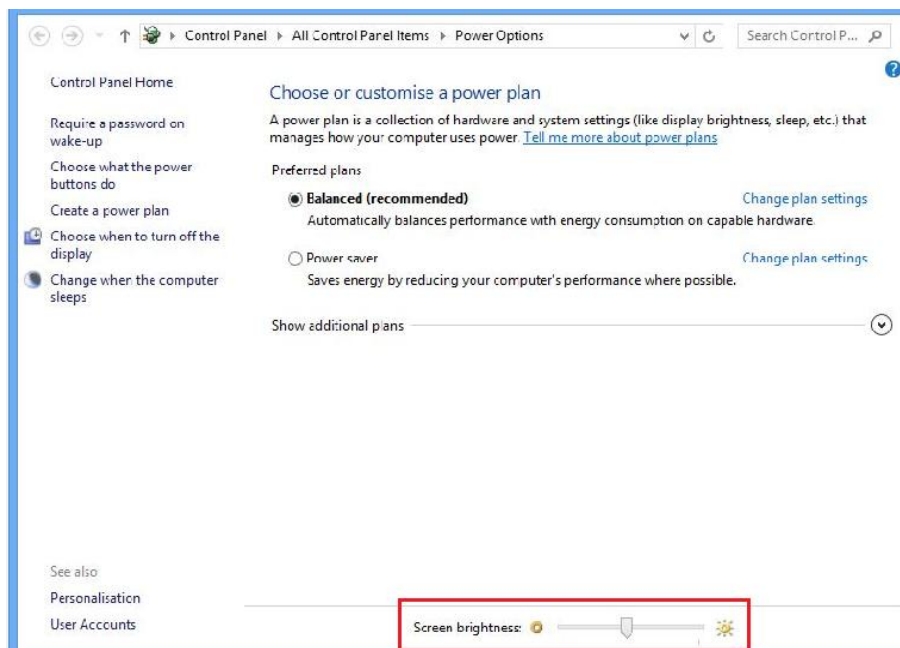 Control Panel All Control Panel Items Power Options
Search Control P...
Control Panel Home
Require a password on
wake-up
Choose what the power
buttons do
Create a power plan
Choose when to turn off the
display
Change when the computer
sleeps
See also
Personalisation
User Accounts
?
Choose or customise a power plan
A power plan is a collection of hardware and system settings (like display brightness, sleep, etc.) that
manages how your computer uses power. Tell me more about power plans
Preferred plans
Balanced (recommended) Change plan settings
Automatically balances performance with energy consumption on capable hardware.
Power saver Change plan settings
Saves energy by reducing your computer's performance where possible.
Show additional plans
Screen brightness: